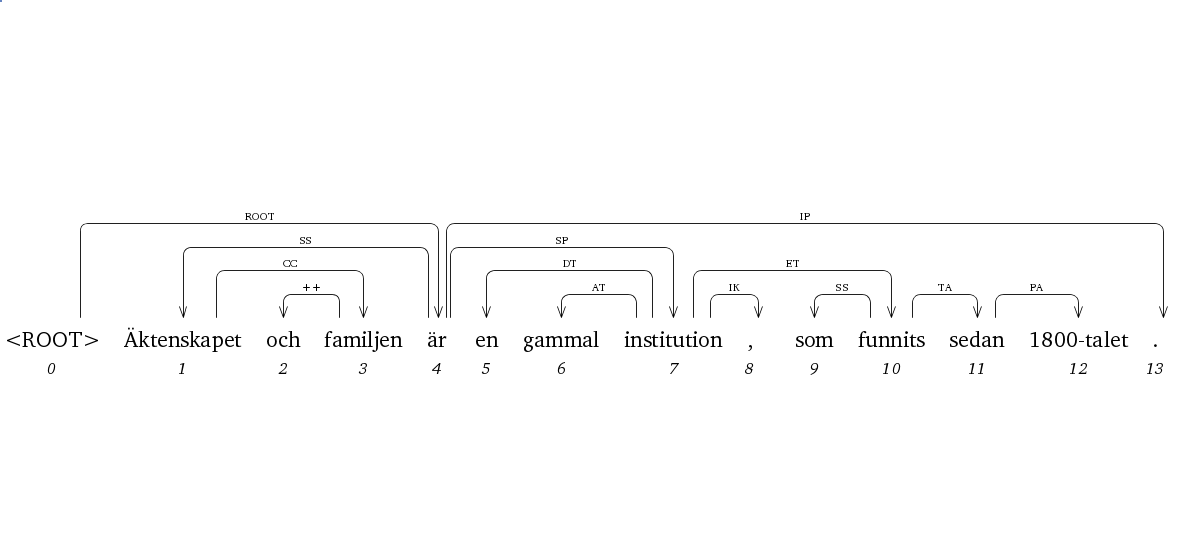 ROOT IP
SS SP
CC DT ET
++ AT IK SS TA PA
<ROOT> Äktenskapet och familjen är en gammal institution , som funnits sedan 1800-talet .
0 1 2 3 4 5 6 7 8 9 10 11 12 13